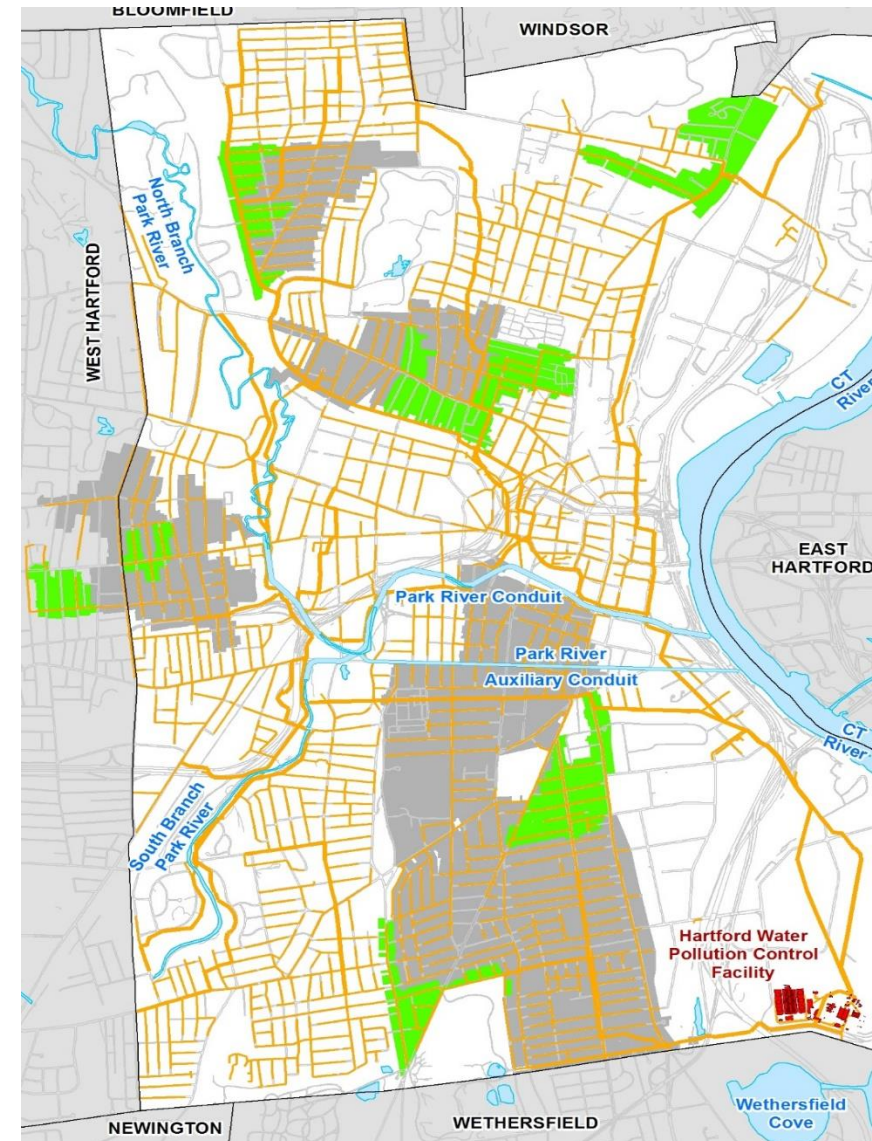 BLOOMFIELD
WINDSOR
North Branch
Park River
WEST HARTFORD
CT
River
EAST
HARTFORD
Park River Conduit
Park River
Auxiliary Conduit
CT
River
South Branch
Park River
Hartford Water
Pollution Control
Facility
Wethersfield
Cove
NEWINGTON
WETHERSFIELD